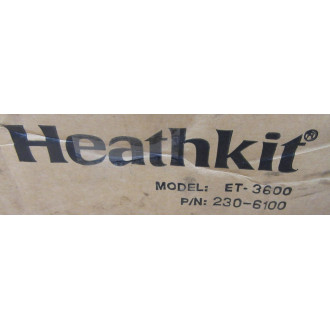 Heathkit®
MODEL: ET-3600
P/N: 230-6100